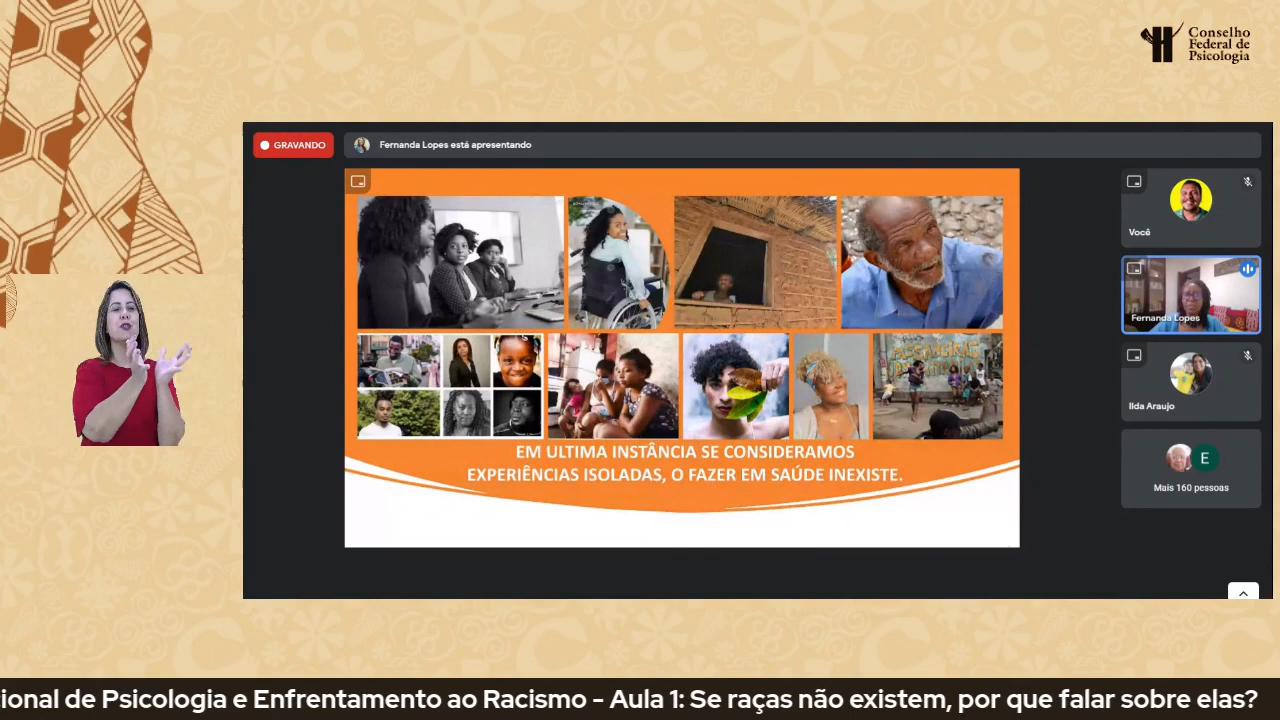 Conselho
Federal de
Psicologia
GRAVANDO
Fernanda Lopes está apresentando
Você
Fernanda Lopes
Ilda Araujo
E
Mais 160 pessoas
EM ULTIMA INSTÂNCIA SE CONSIDERAMOS
EXPERIÊNCIAS ISOLADAS, O FAZER EM SAÚDE INEXISTE.
ional de Psicologia e Enfrentamento ao Racismo - Aula 1: Se raças não existem, por que falar sobre elas?